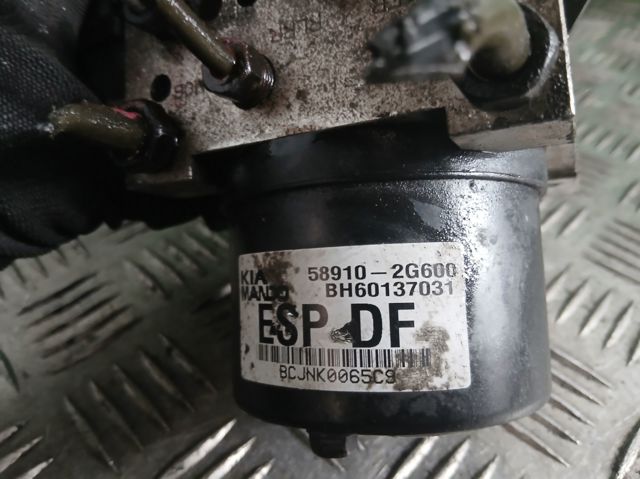 KIA 58910-2G600
MANDO BH60137031
ESP DF
BCJNK0065C9